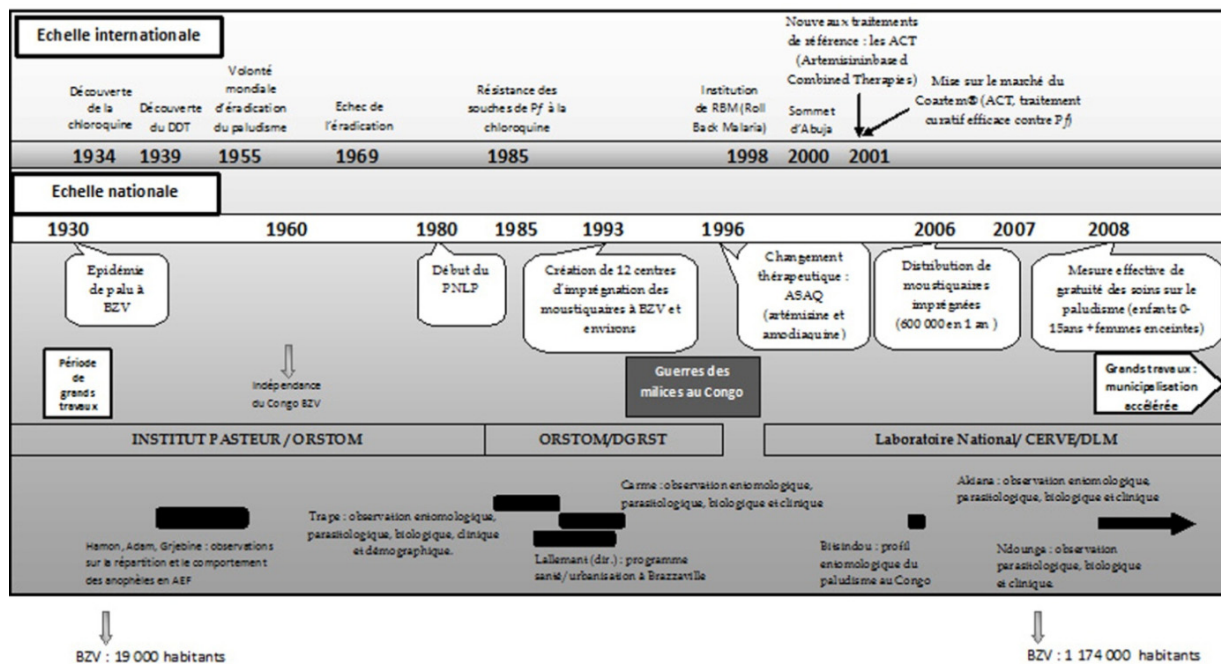 Echelle internationale
Découverte
de la
chloroquine
Découverte
du DDT
Volonté
mondiale
d'éradication
du paludisme
Echec de
l'éradication
Résistance des
souches de Pf à la
chloroquine
Institution
de RBM (Roll
Back Malaria)
Sommet
d'Abuja
Nouveaux traitements
de référence : les ACT
(Artemisininbased
Combined Therapies)
Mise sur le marché du
Coartem® (ACT, traitement
curatif efficace contre Pf)
1934 1939 1955 1969 1985 1998 2000 2001
Echelle nationale
1930 1960 1980 1985 1993 1996 2006 2007 2008
Epidémie
de palu à
BZV
Début du
PNLP
Création de 12 centres
d'imprégnation des
moustiquaires à BZV et
environs
Changement
thérapeutique :
ASAQ
(artémisine et
amodiaquine)
Distribution de
moustiquaires
imprégnées
(600 000 en 1 an )
Mesure effective de
gratuité des soins sur le
paludisme (enfants 0-
15ans + femmes enceintes)
Période
de
grands
travaux
Indépendance
du Congo BZV
Guerres des
milices au Congo
Grands travaux :
municipalisation
accélérée
INSTITUT PASTEUR / ORSTOM
ORSTOM/DGRST
Laboratoire National/ CERVE/DLM
Hamon, Adam, Grjebine : observations
sur la répartition et le comportement
des anophèles en AEF
Trape : observation entomologique,
parasitologique, biologique, clinique
et démographique.
Carme : observation entomologique,
parasitologique, biologique et clinique
Lallemant (dir.) : programme
santé/urbanisation à Brazzaville
Bitsindou : profil
entomologique du
paludisme au Congo
Akiana : observation entomologique,
parasitologique, biologique et clinique
Ndounga : observation
parasitologique, biologique
et clinique.
BZV : 19 000 habitants
BZV : 1 174 000 habitants